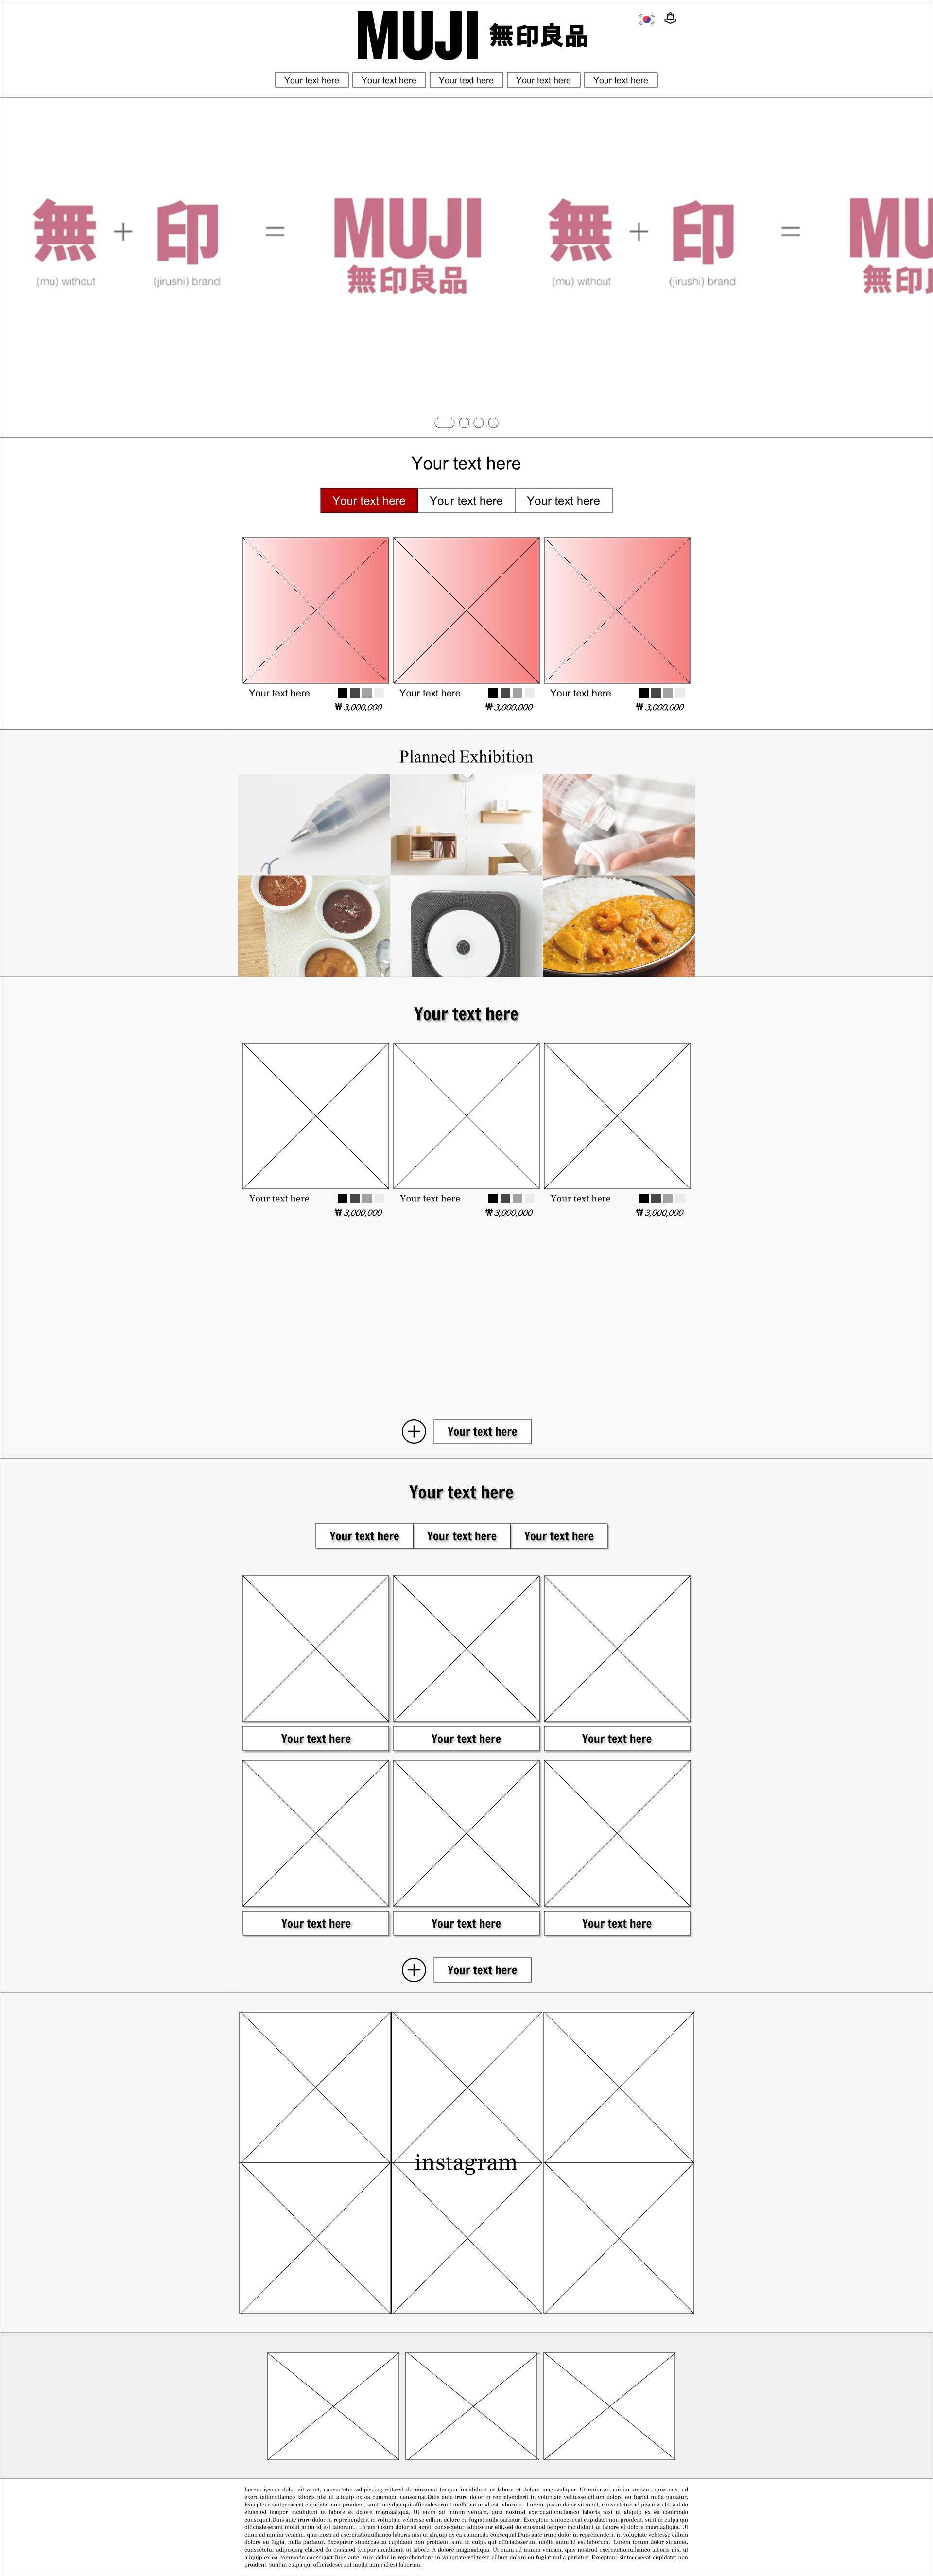 MUJI 無印良品
Your text here Your text here Your text here Your text here Your text here
無 + 印 = MUJI 無 + 印 = MU
(mu) without (jirushi) brand 無印良品 (mu) without (jirushi) brand 無印
Your text here
Your text here Your text here Your text here
Your text here Your text here Your text here
₩ 3,000,000 ₩ 3,000,000 ₩ 3,000,000
Planned Exhibition
Your text here
Your text here Your text here Your text here
₩ 3,000,000 ₩ 3,000,000 ₩ 3,000,000
Your text here
Your text here
Your text here Your text here Your text here
Your text here Your text here Your text here
Your text here Your text here Your text here
Your text here
instagram
Lorem ipsum dolor sit amet, consectetur adipiscing elit,sed do eiusmod tempor incididunt ut labore et dolore magnaaliqua. Ut enim ad minim veniam, quis nostrud
exercitationullamco laboris nisi ut aliquip ex ea commodo consequat.Duis aute irure dolor in reprehenderit in voluptate velitesse cillum dolore eu fugiat nulla pariatur.
Excepteur sintoccaecat cupidatat non proident, sunt in culpa qui officiadeserunt mollit anim id est laborum. Lorem ipsum dolor sit amet, consectetur adipiscing elit,sed do
eiusmod tempor incididunt ut labore et dolore magnaaliqua. Ut enim ad minim veniam, quis nostrud exercitationullamco laboris nisi ut aliquip ex ea commodo
consequat.Duis aute irure dolor in reprehenderit in voluptate velitesse cillum dolore eu fugiat nulla pariatur. Excepteur sintoccaecat cupidatat non proident, sunt in culpa qui
officiadeserunt mollit anim id est laborum. Lorem ipsum dolor sit amet, consectetur adipiscing elit,sed do eiusmod tempor incididunt ut labore et dolore magnaaliqua. Ut
enim ad minim veniam, quis nostrud exercitationullamco laboris nisi ut aliquip ex ea commodo consequat.Duis aute irure dolor in reprehenderit in voluptate velitesse cillum
dolore eu fugiat nulla pariatur. Excepteur sintoccaecat cupidatat non proident, sunt in culpa qui officiadeserunt mollit anim id est laborum. Lorem ipsum dolor sit amet,
consectetur adipiscing elit,sed do eiusmod tempor incididunt ut labore et dolore magnaaliqua. Ut enim ad minim veniam, quis nostrud exercitationullamco laboris nisi ut
aliquip ex ea commodo consequat.Duis aute irure dolor in reprehenderit in voluptate velitesse cillum dolore eu fugiat nulla pariatur. Excepteur sintoccaecat cupidatat non
proident, sunt in culpa qui officiadeserunt mollit anim id est laborum.